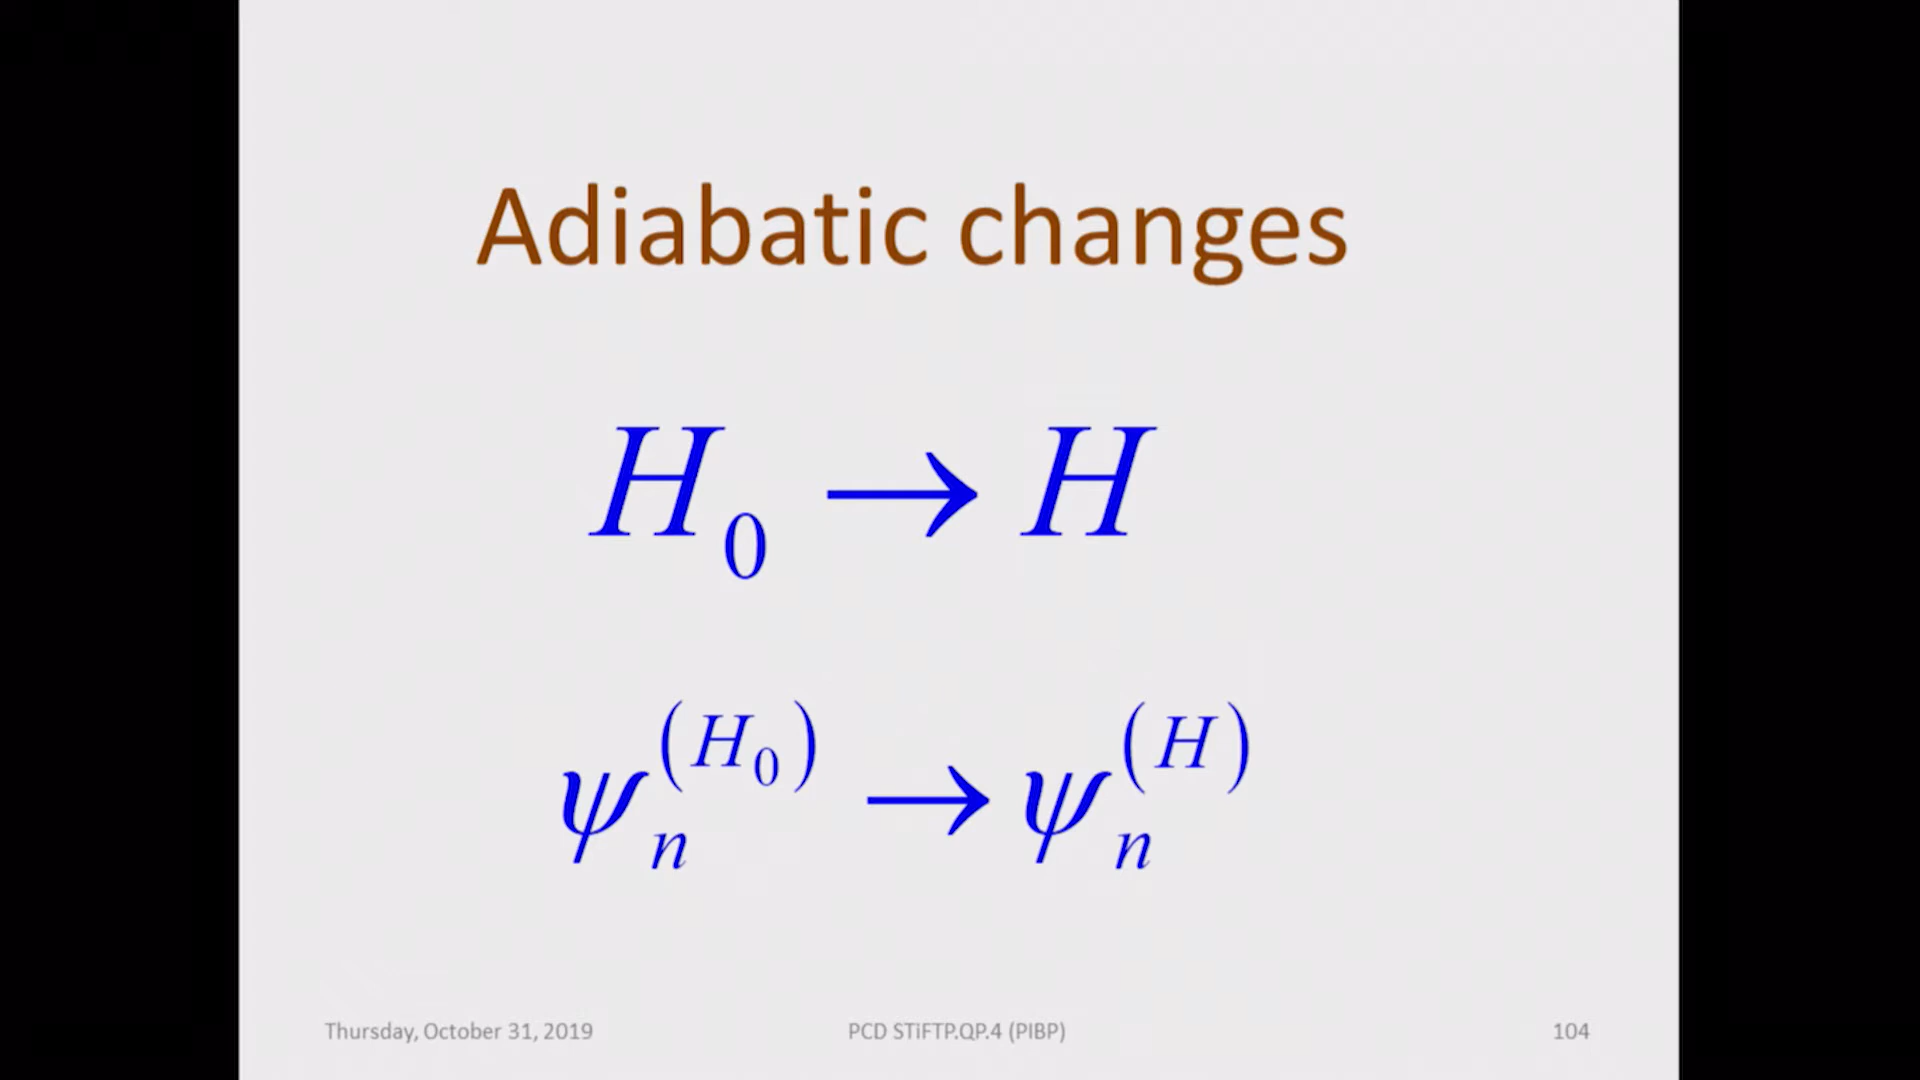 Adiabatic changes
H₀ → H
ψₙ⁽ᴴ⁰⁾ → ψₙ⁽ᴴ⁾
Thursday, October 31, 2019 PCD STiFTP.QP.4 (PIBP) 104